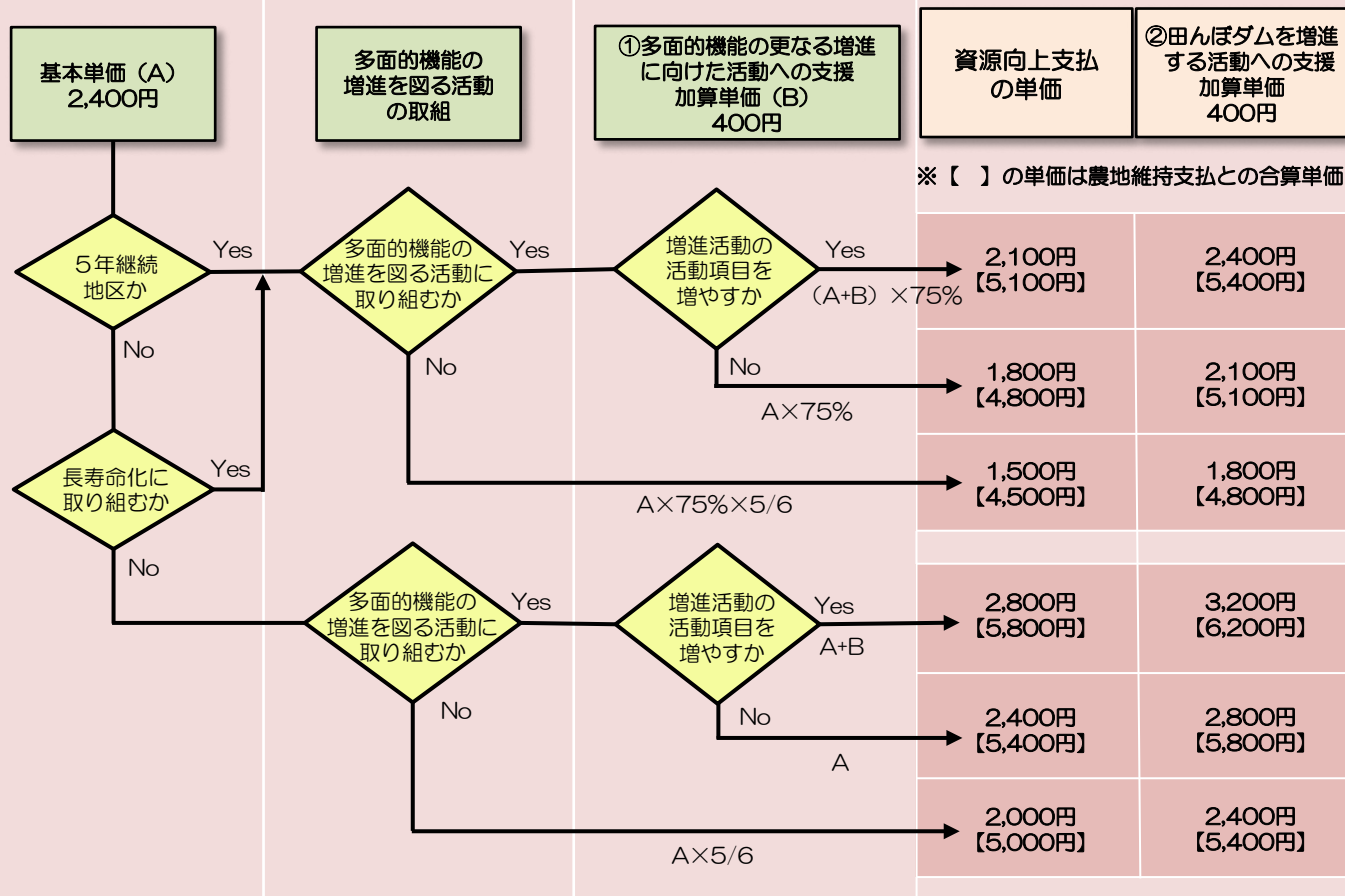 基本単価（A）
2,400円
多面的機能の
増進を図る活動
の取組
①多面的機能の更なる増進
に向けた活動への支援
加算単価（B）
400円
資源向上支払
の単価
②田んぼダムを増進
する活動への支援
加算単価
400円
※【　】の単価は農地維持支払との合算単価
５年継続
地区か
Yes
No
多面的機能の
増進を図る活動に
取り組むか
Yes
No
増進活動の
活動項目を
増やすか
Yes
（A+B）×75%
No
A×75%
A×75%×5/6
2,100円
【5,100円】
2,400円
【5,400円】
1,800円
【4,800円】
2,100円
【5,100円】
1,500円
【4,500円】
1,800円
【4,800円】
長寿命化に
取り組むか
Yes
No
多面的機能の
増進を図る活動に
取り組むか
Yes
No
増進活動の
活動項目を
増やすか
Yes
A+B
No
A
A×5/6
2,800円
【5,800円】
3,200円
【6,200円】
2,400円
【5,400円】
2,800円
【5,800円】
2,000円
【5,000円】
2,400円
【5,400円】